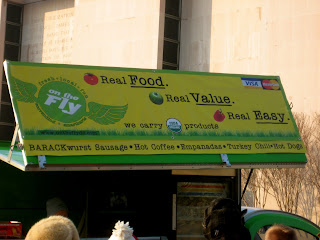 Real Food.
VISA
on the
Fly
Real Value.
Real Easy.
we carry
products
BARACKwurst Sausage • Hot Coffee • Empanadas • Turkey Chili • Hot Dogs